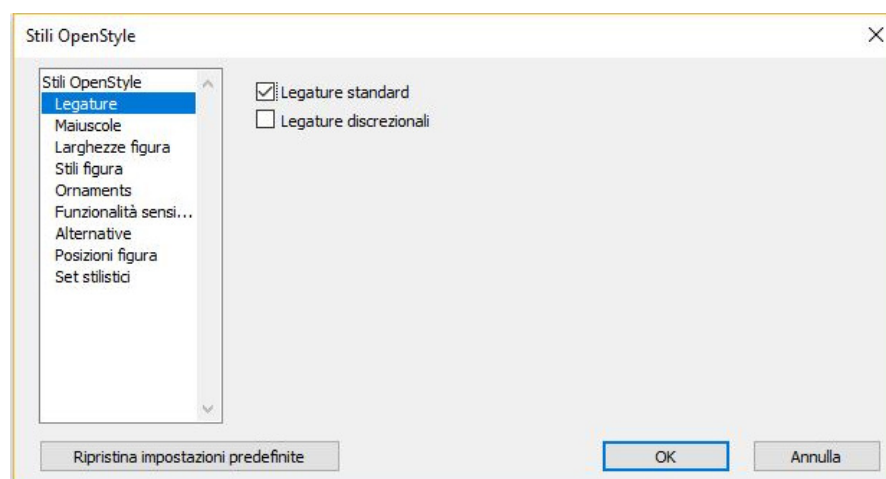 Stili OpenStyle
Stili OpenStyle
Legature
Maiuscole
Larghezze figura
Stili figura
Ornaments
Funzionalità sensi...
Alternative
Posizioni figura
Set stilistici
Legature standard
Legature discrezionali
Ripristina impostazioni predefinite
OK
Annulla